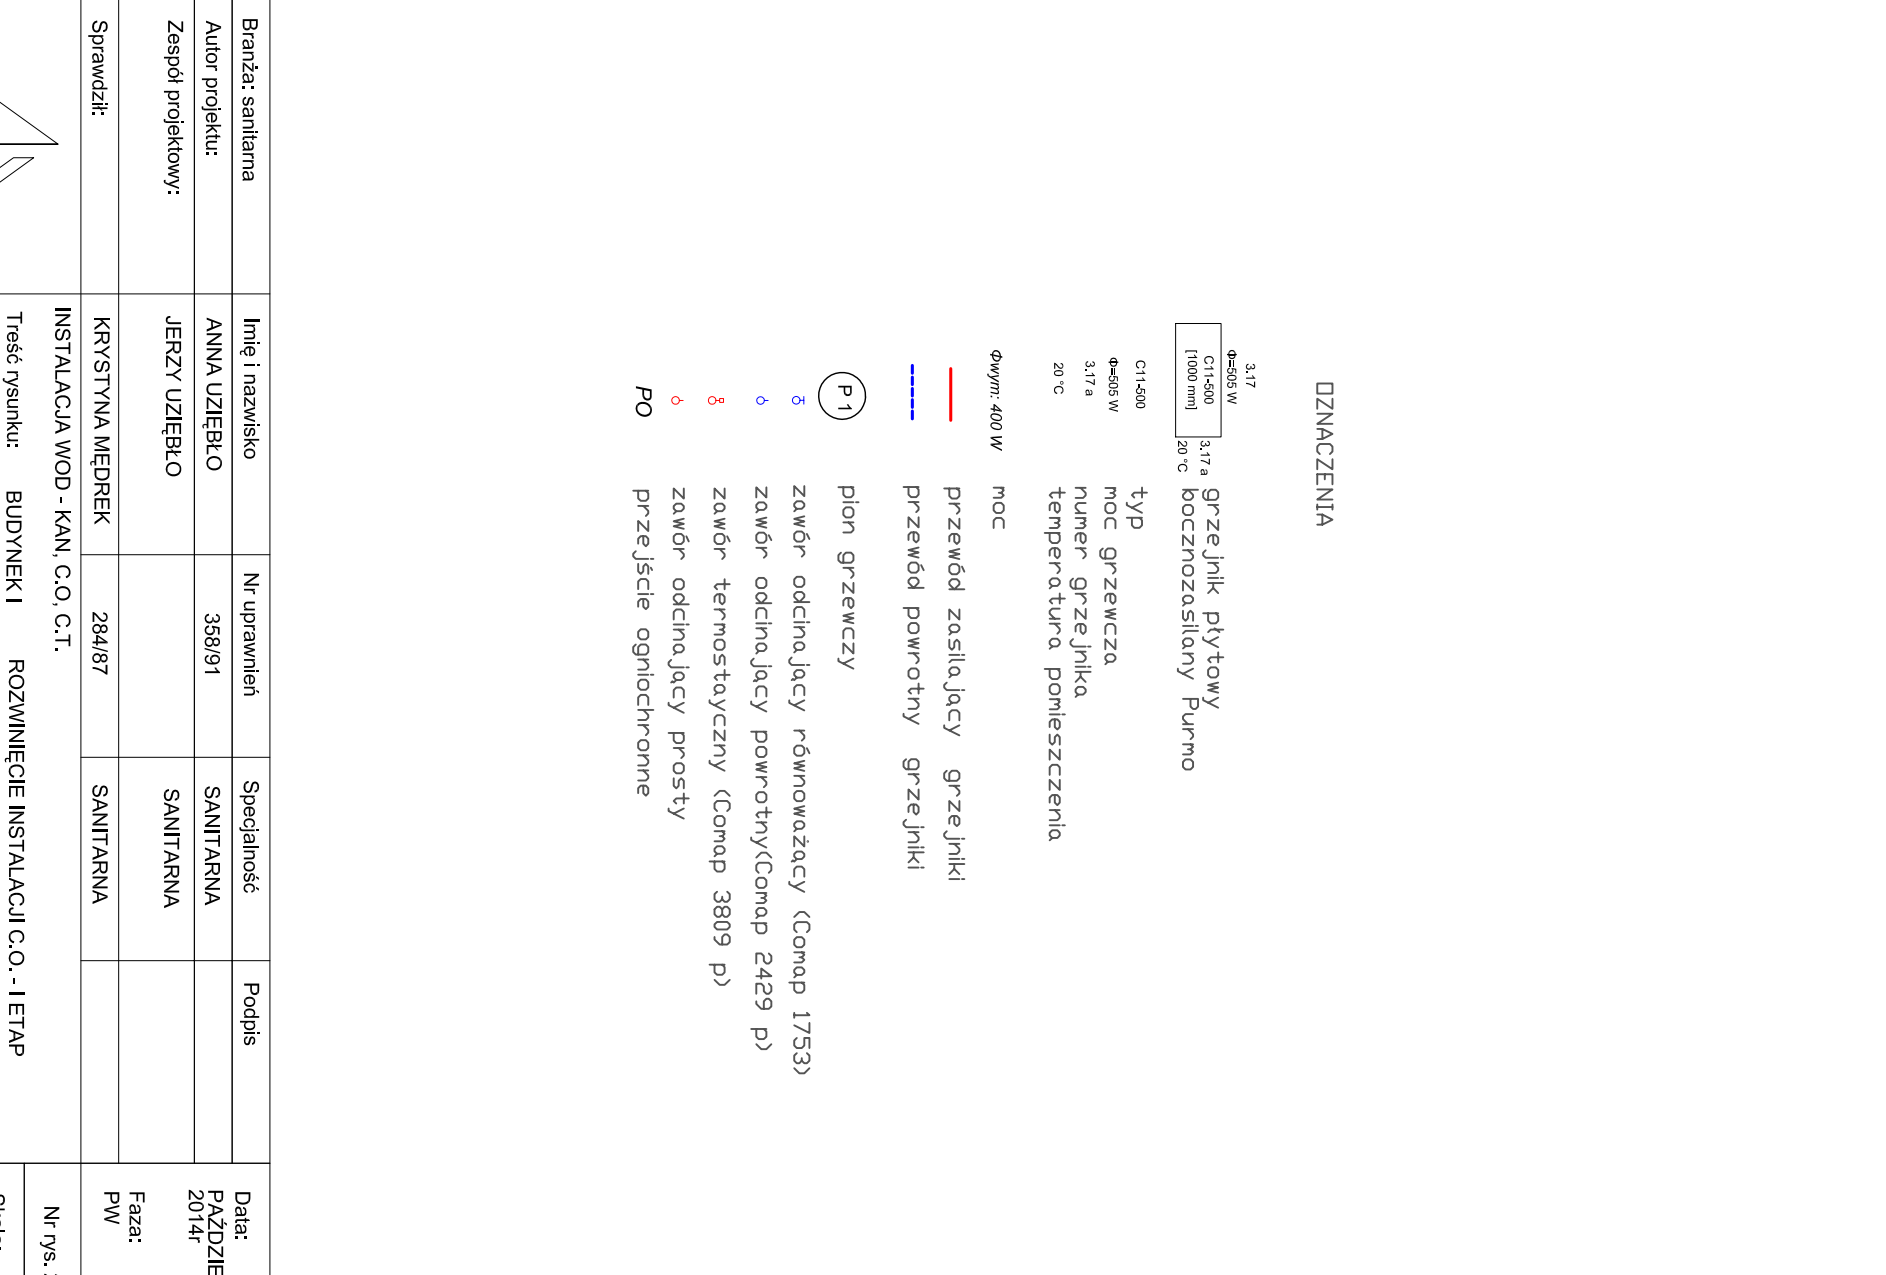 OZNACZENIA
3.17
Φ=505 W
C11-500
[1000 mm]
3.17 a
20 °C
grzejnik płytowy
bocznozasilany Purmo
C11-500 typ
Φ=505 W moc grzewcza
3.17 a numer grzejnika
20 °C temperatura pomieszczenia
Φwym: 400 W moc
przewód zasilający grzejniki
przewód powrotny grzejniki
P 1 pion grzewczy
zawór odcinający równoważący (Comap 1753)
zawór odcinający powrotny(Comap 2429 p)
zawór termostayczny (Comap 3809 p)
zawór odcinający prosty
PO przejście ogniochronne
Branża: sanitarna Imię i nazwisko Nr uprawnień Specjalność Podpis
Autor projektu: ANNA UZIĘBŁO 358/91 SANITARNA
Zespół projektowy: JERZY UZIĘBŁO SANITARNA
Sprawdził: KRYSTYNA MĘDREK 284/87 SANITARNA
Data:
2014r
Faza:
PW
INSTALACJA WOD - KAN, C.O, C.T.
Nr rys.
Treść rysunku: BUDYNEK I ROZWINIĘCIE INSTALACJI C.O. - I ETAP